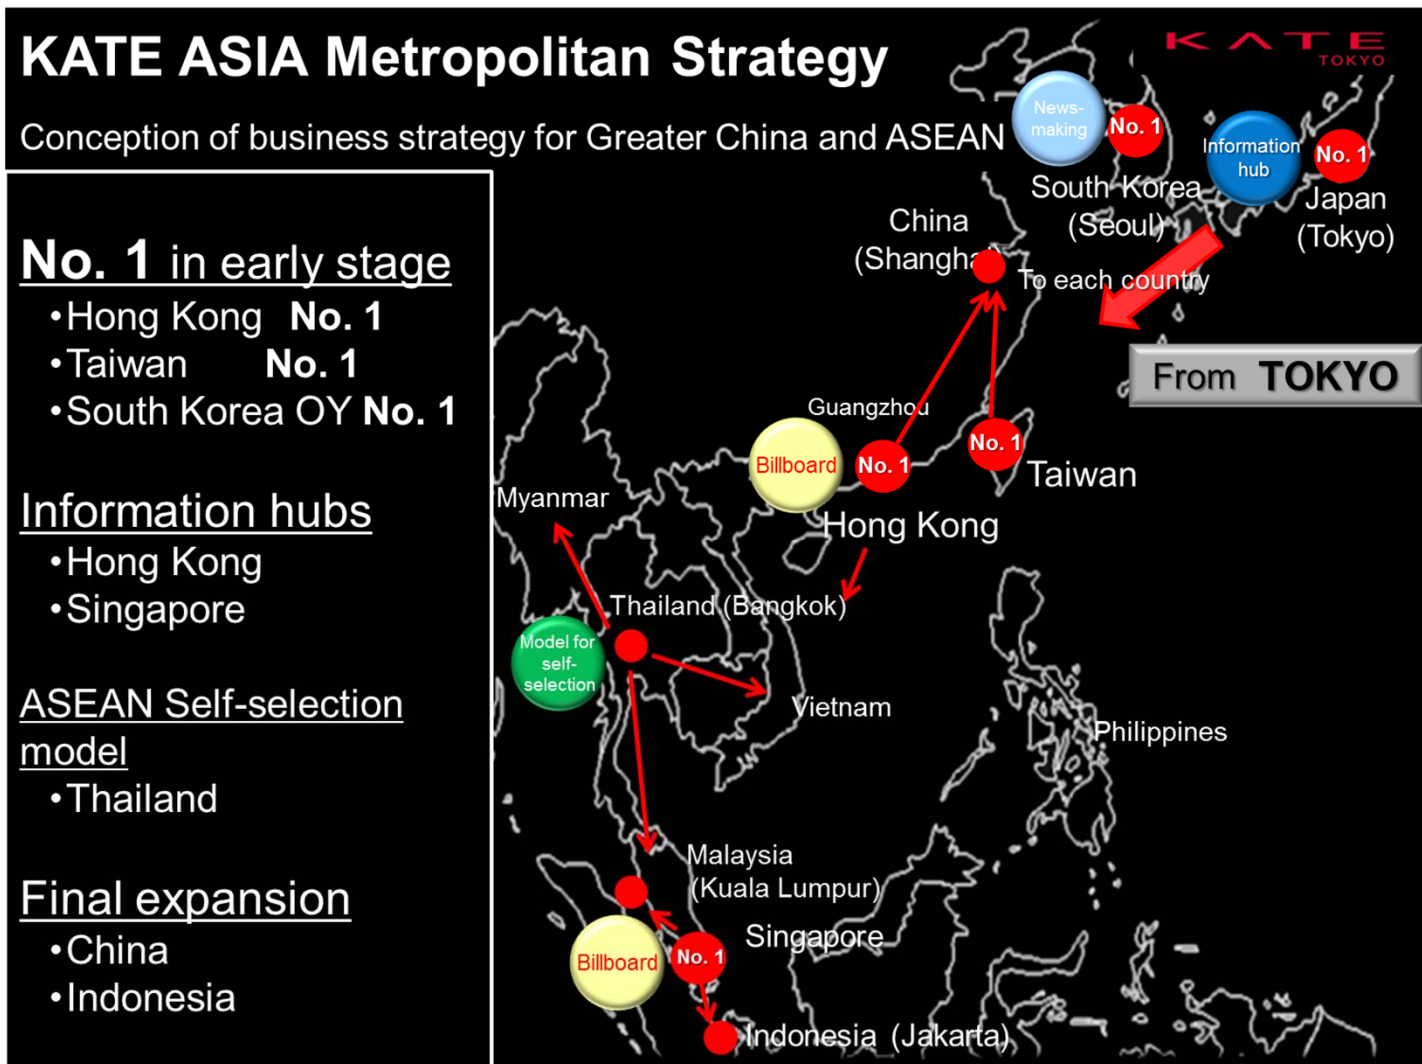 KATE ASIA Metropolitan Strategy
KATE
TOKYO
Conception of business strategy for Greater China and ASEAN
No. 1 in early stage
•Hong Kong No. 1
•Taiwan No. 1
•South Korea OY No. 1
Information hubs
•Hong Kong
•Singapore
ASEAN Self-selection
model
•Thailand
Final expansion
•China
•Indonesia
News-
making
No. 1
South Korea
(Seoul)
Information
hub
No. 1
Japan
(Tokyo)
China
(Shanghai)
To each country
From TOKYO
Guangzhou
Billboard
No. 1
Hong Kong
No. 1
Taiwan
Myanmar
Thailand (Bangkok)
Model for
self-
selection
Vietnam
Philippines
Malaysia
(Kuala Lumpur)
Singapore
Billboard
No. 1
Indonesia (Jakarta)